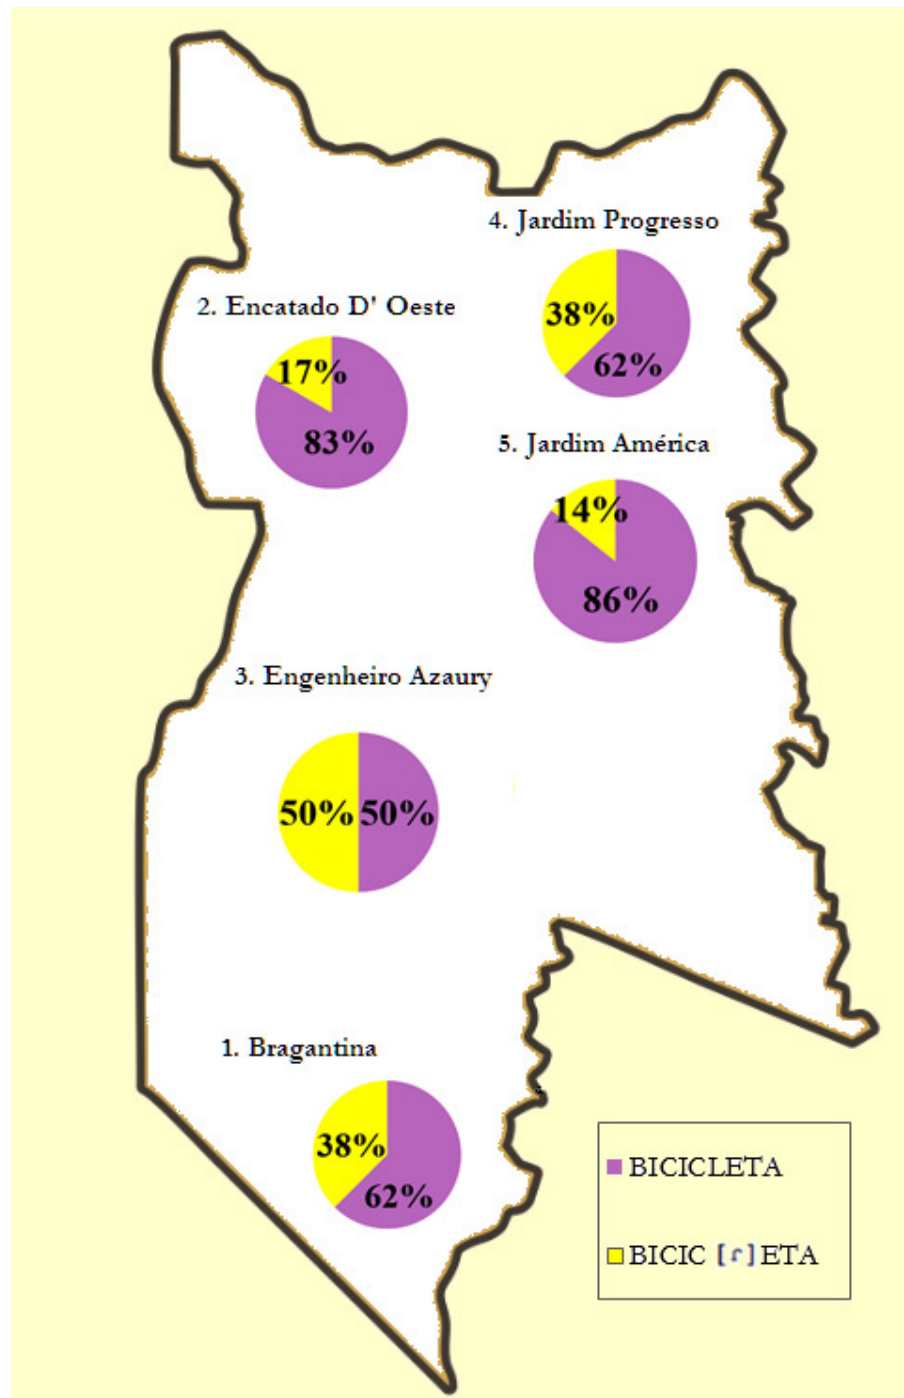 4. Jardim Progresso
38%
62%
2. Encatado D' Oeste
17%
83%
5. Jardim América
14%
86%
3. Engenheiro Azaury
50% 50%
1. Bragantina
38%
62%
BICICLETA
BICIC [ɾ] ETA